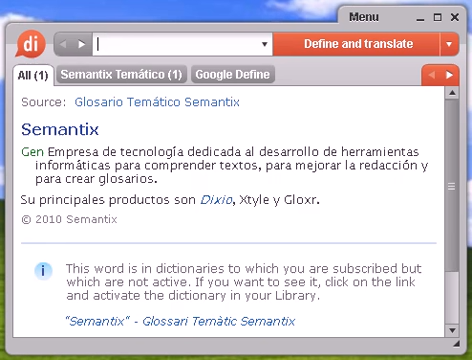 Menu
di
Define and translate
All (1) Semantix Temático (1) Google Define
Source: Glosario Temático Semantix
Semantix
Gen Empresa de tecnología dedicada al desarrollo de herramientas
informáticas para comprender textos, para mejorar la redacción y
para crear glosarios.
Su principales productos son Dixio, Xtyle y Gloxr.
© 2010 Semantix
i
This word is in dictionaries to which you are subscribed but
which are not active. If you want to see it, click on the link
and activate the dictionary in your Library.
"Semantix" - Glossari Temàtic Semantix